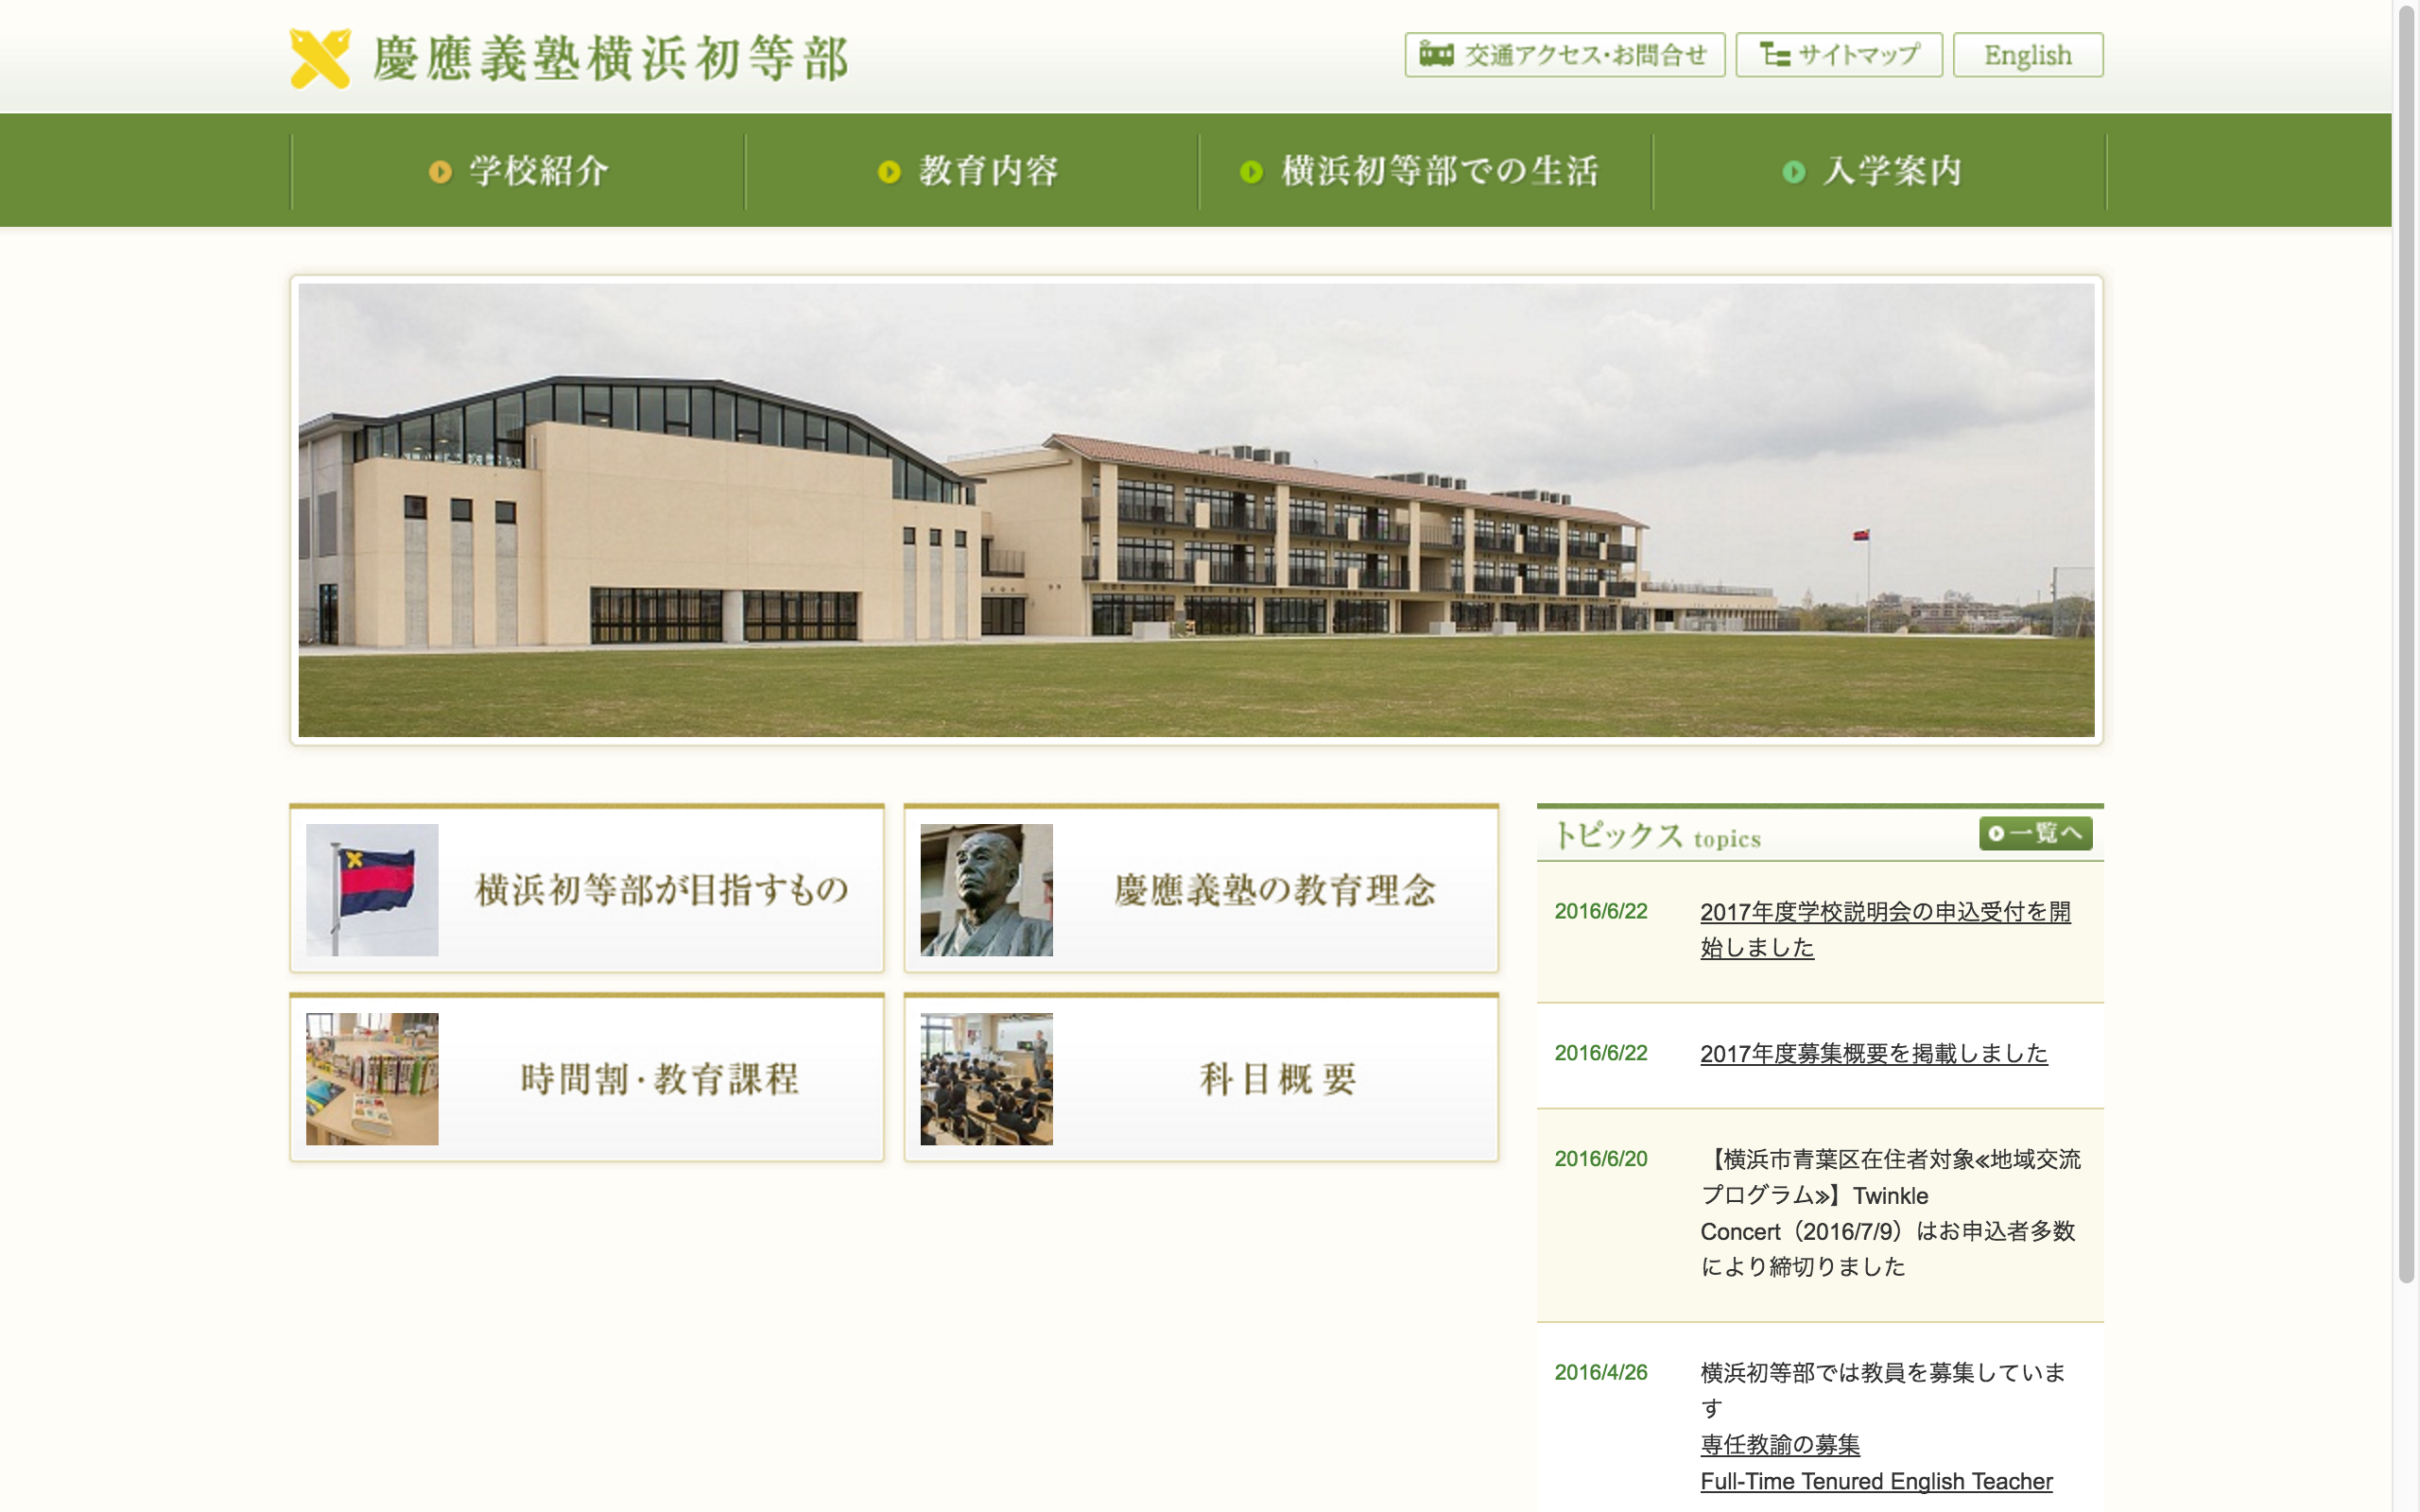 慶應義塾横浜初等部
交通アクセス・お問合せ
サイトマップ
English
学校紹介
教育内容
横浜初等部での生活
入学案内
横浜初等部が目指すもの
慶應義塾の教育理念
時間割・教育課程
科目概要
トピックス topics
一覧へ
2016/6/22
2017年度学校説明会の申込受付を開
始しました
2016/6/22
2017年度募集概要を掲載しました
2016/6/20
【横浜市青葉区在住者対象≪地域交流
プログラム≫】Twinkle
Concert（2016/7/9）はお申込者多数
により締切りました
2016/4/26
横浜初等部では教員を募集していま
す
専任教諭の募集
Full-Time Tenured English Teacher